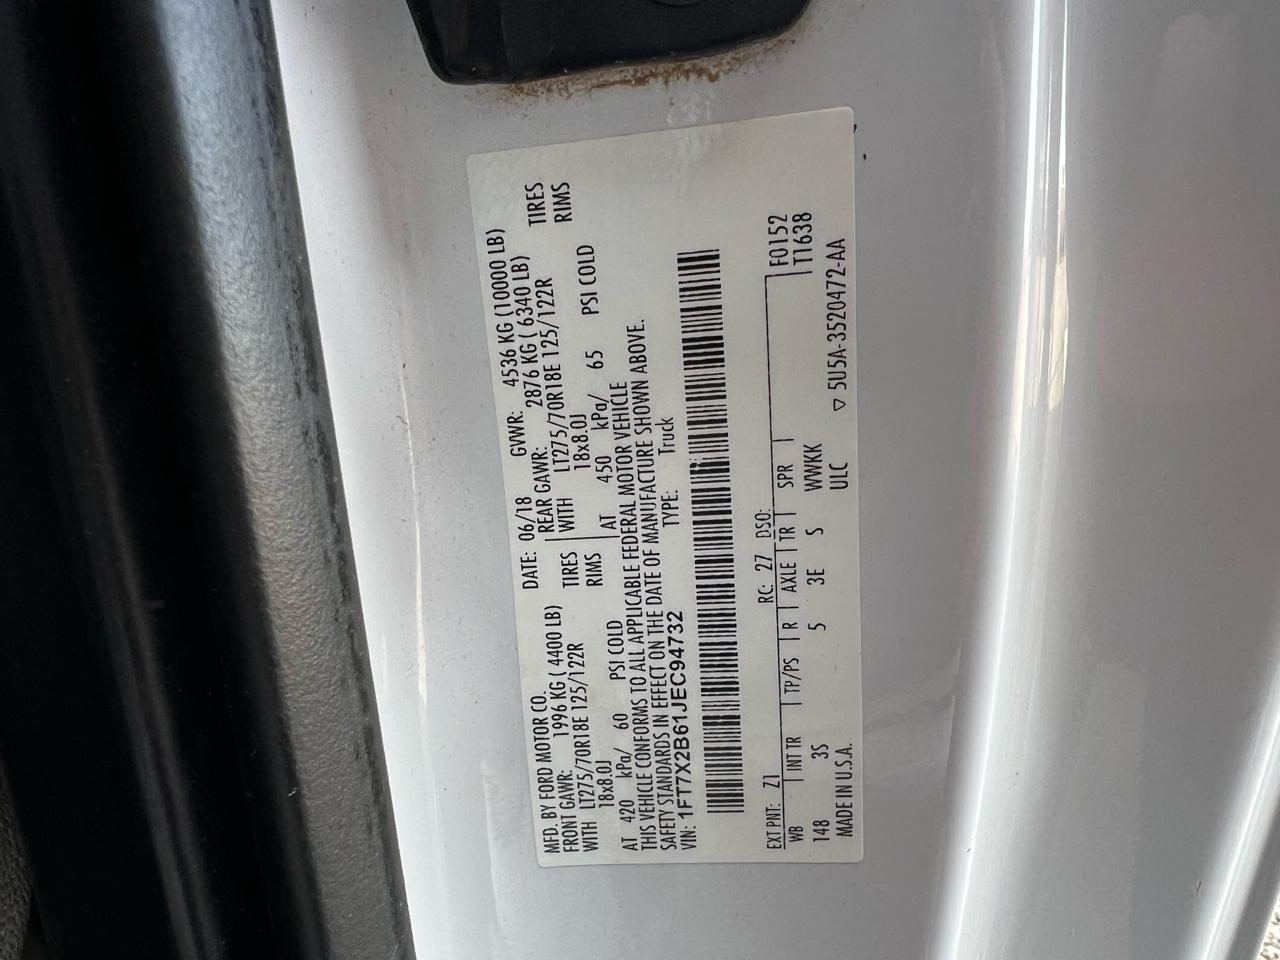 MFD. BY FORD MOTOR CO.
DATE: 06/18 GVWR: 4536 KG (10000 LB)
FRONT GAWR: 1996 KG ( 4400 LB)
REAR GAWR: 2876 KG ( 6340 LB)
WITH LT275/70R18E 125/122R TIRES
WITH LT275/70R18E 125/122R TIRES
18x8.0J RIMS
18x8.0J RIMS
AT 420 kPa/ 60 PSI COLD
AT 450 kPa/ 65 PSI COLD
THIS VEHICLE CONFORMS TO ALL APPLICABLE FEDERAL MOTOR VEHICLE
SAFETY STANDARDS IN EFFECT ON THE DATE OF MANUFACTURE SHOWN ABOVE.
VIN: 1FT7X2B61JEC94732 TYPE: Truck
F0152
T1638
EXT PNT: Z1 RC: 27 DSO:
WB INT TR TP/PS R AXLE TR SPR
148 3S 5 3E S WWKK
MADE IN U.S.A. ULC ▽ 5U5A-3520472-AA